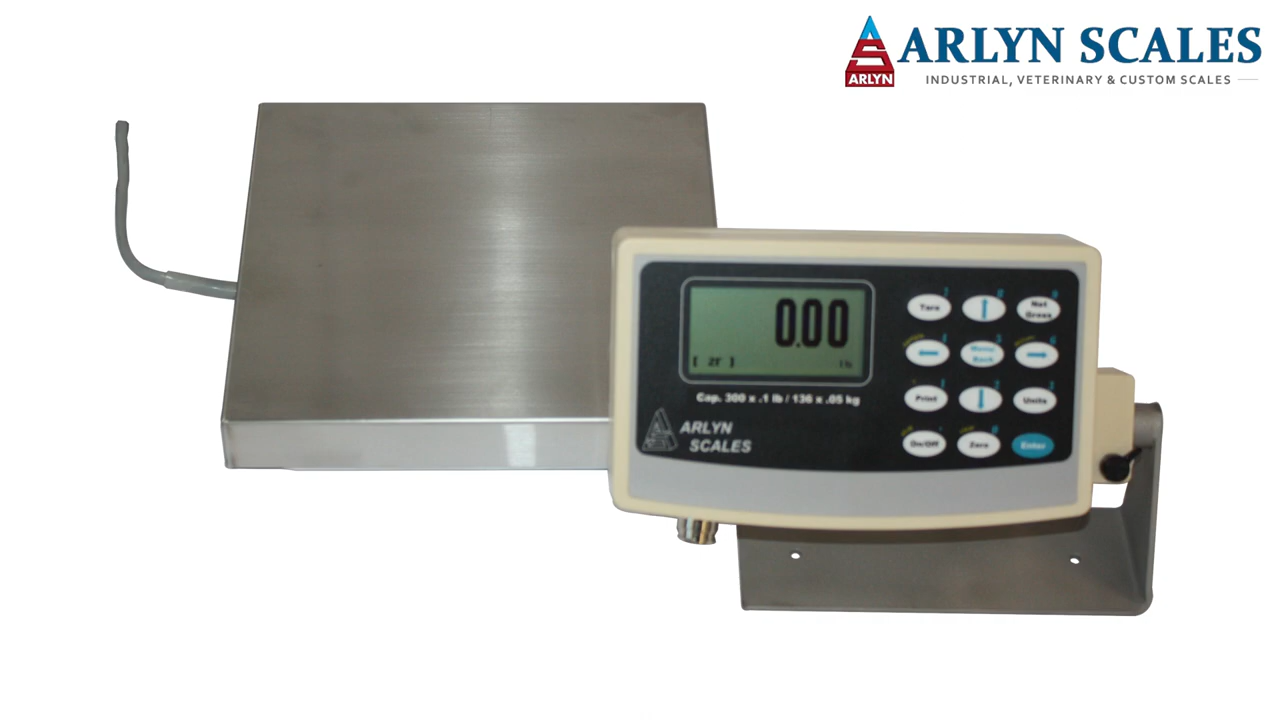 ARLYN SCALES
ARLYN
INDUSTRIAL, VETERINARY & CUSTOM SCALES
0.00
lb
Cap. 300 x .1 lb / 136 x .05 kg
ARLYN
SCALES
Tare
Net
Gross
Menu
Back
Print
Units
On/Off
Zero
Enter